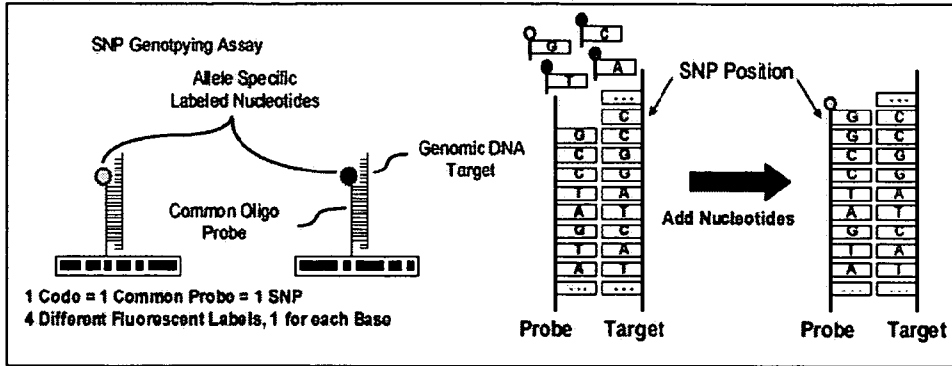 SNP Genotpying Assay
Allele Specific
Labeled Nucleotides
Genomic DNA
Target
Common Oligo
Probe
1 Code = 1 Common Probe = 1 SNP
4 Different Fluorescent Labels, 1 for each Base
G C
T A
...
C
G C
C G
C G
T A
A T
G C
T A
A T
... ...
Probe Target
SNP Position
Add Nucleotides
...
G C
G C
C G
C G
T A
A T
G C
T A
A T
... ...
Probe Target